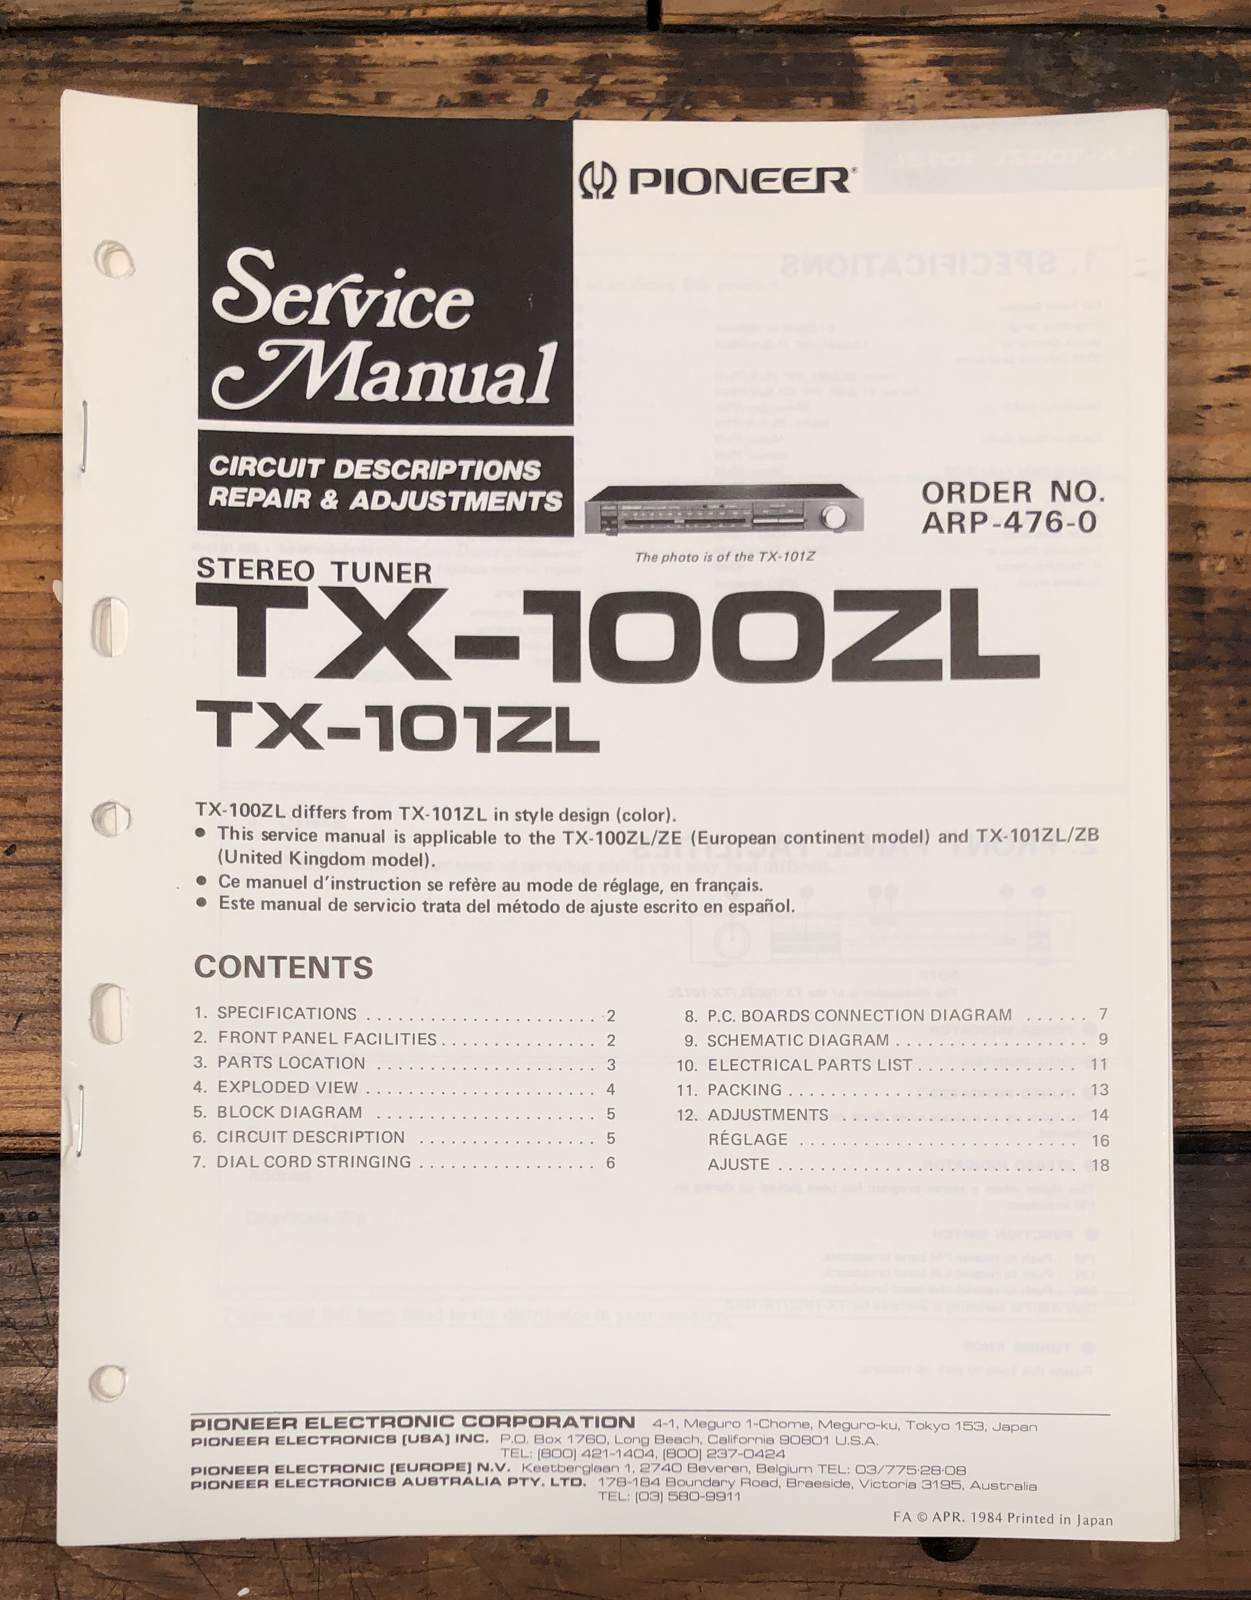 PIONEER®
Service
Manual
CIRCUIT DESCRIPTIONS
REPAIR & ADJUSTMENTS
The photo is of the TX-101Z
ORDER NO.
ARP-476-0
STEREO TUNER
TX-100ZL
TX-101ZL
TX-100ZL differs from TX-101ZL in style design (color).
● This service manual is applicable to the TX-100ZL/ZE (European continent model) and TX-101ZL/ZB
(United Kingdom model).
● Ce manuel d'instruction se refère au mode de réglage, en français.
● Este manual de servicio trata del método de ajuste escrito en español.
CONTENTS
1. SPECIFICATIONS . . . . . . . . . . . . . . . . . . . . . . 2
2. FRONT PANEL FACILITIES . . . . . . . . . . . . . . . 2
3. PARTS LOCATION . . . . . . . . . . . . . . . . . . . . . 3
4. EXPLODED VIEW . . . . . . . . . . . . . . . . . . . . . . 4
5. BLOCK DIAGRAM . . . . . . . . . . . . . . . . . . . . . 5
6. CIRCUIT DESCRIPTION . . . . . . . . . . . . . . . . . 5
7. DIAL CORD STRINGING . . . . . . . . . . . . . . . . . 6
8. P.C. BOARDS CONNECTION DIAGRAM . . . . . . 7
9. SCHEMATIC DIAGRAM . . . . . . . . . . . . . . . . . . 9
10. ELECTRICAL PARTS LIST . . . . . . . . . . . . . . . 11
11. PACKING . . . . . . . . . . . . . . . . . . . . . . . . . . . 13
12. ADJUSTMENTS . . . . . . . . . . . . . . . . . . . . . . 14
RÉGLAGE . . . . . . . . . . . . . . . . . . . . . . . . . . 16
AJUSTE . . . . . . . . . . . . . . . . . . . . . . . . . . . . 18
PIONEER ELECTRONIC CORPORATION 4-1, Meguro 1-Chome, Meguro-ku, Tokyo 153, Japan
PIONEER ELECTRONICS [USA] INC. P.O. Box 1760, Long Beach, California 90801 U.S.A.
TEL: [800] 421-1404, [800] 237-0424
PIONEER ELECTRONIC [EUROPE] N.V. Keetberglaan 1, 2740 Beveren, Belgium TEL: 03/775·28·08
PIONEER ELECTRONICS AUSTRALIA PTY. LTD. 178-184 Boundary Road, Braeside, Victoria 3195, Australia
TEL: [03] 580-9911
FA © APR. 1984 Printed in Japan